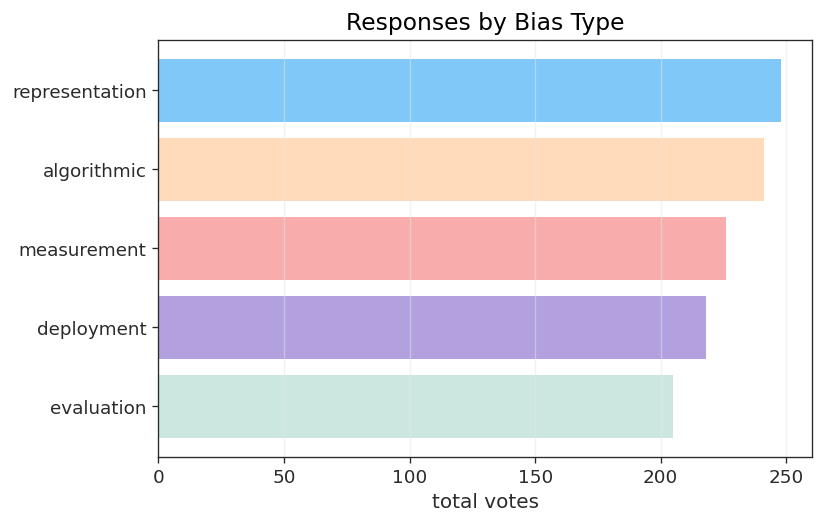 Responses by Bias Type
representation
algorithmic
measurement
deployment
evaluation
0 50 100 150 200 250
total votes